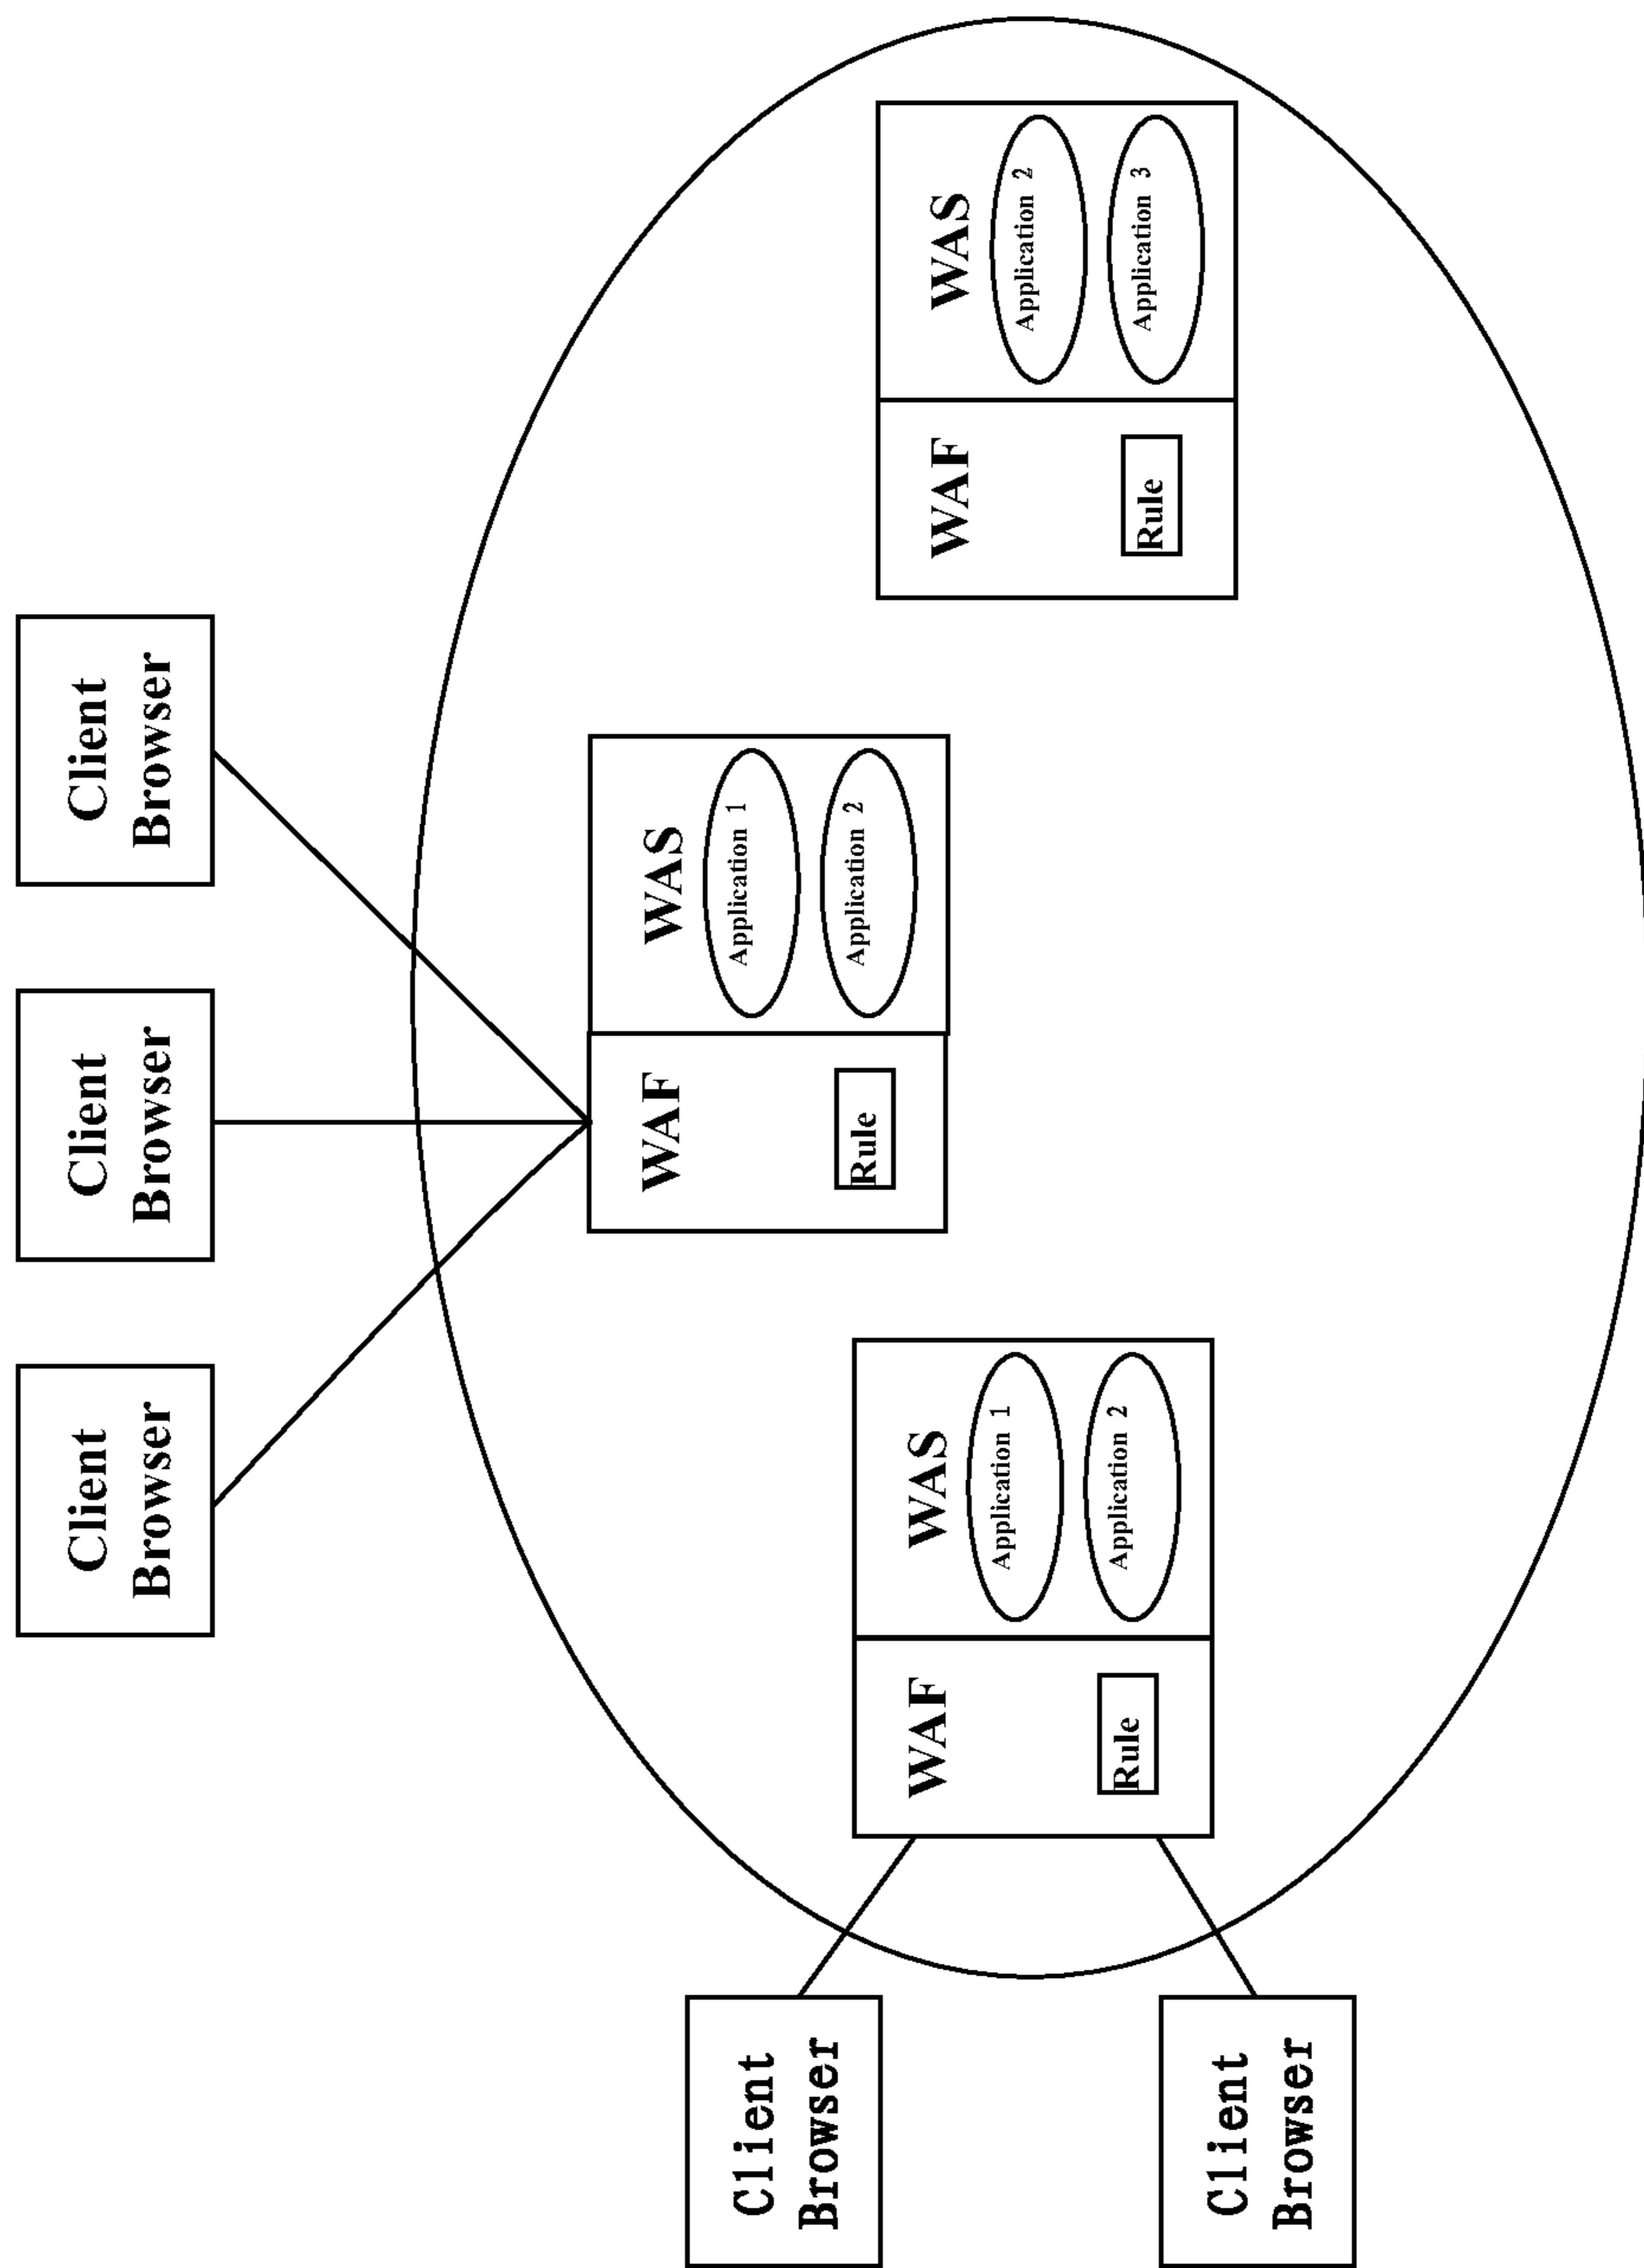 Client
Browser
Client
Browser
Client
Browser
Client
Browser
Client
Browser
WAF
Rule
WAS
Application 1
Application 2
WAF
Rule
WAS
Application 1
Application 2
WAF
Rule
WAS
Application 2
Application 3